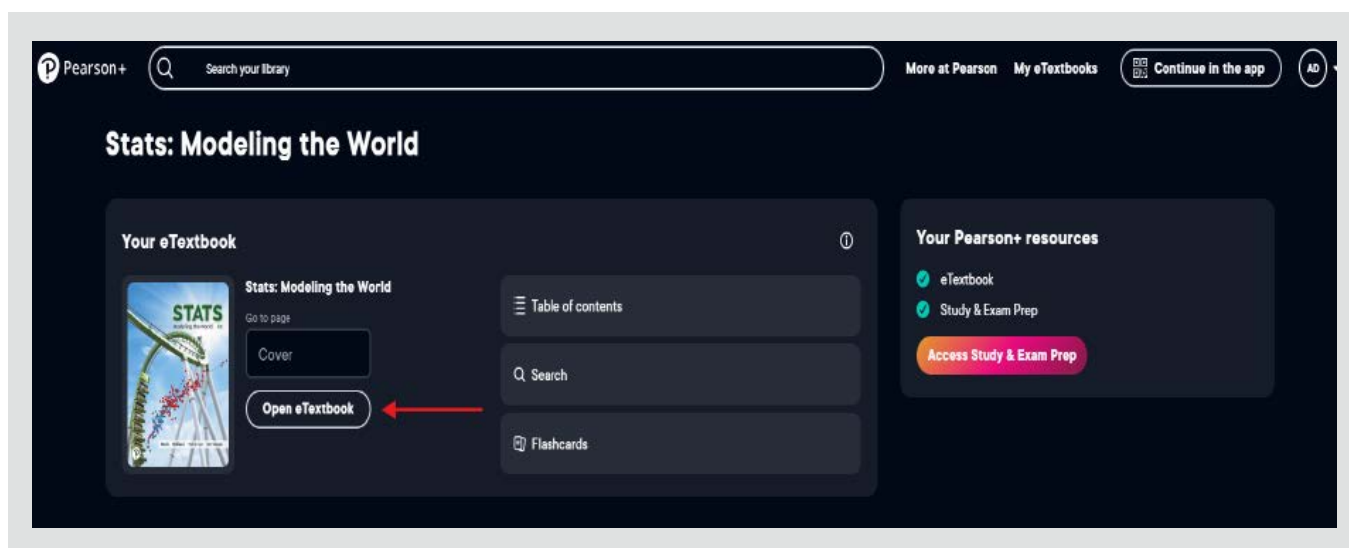 Pearson+
Search your library
More at Pearson
My eTextbooks
Continue in the app
AD
Stats: Modeling the World
Your eTextbook
STATS
Stats: Modeling the World
Go to page
Cover
Open eTextbook
Table of contents
Search
Flashcards
Your Pearson+ resources
eTextbook
Study & Exam Prep
Access Study & Exam Prep